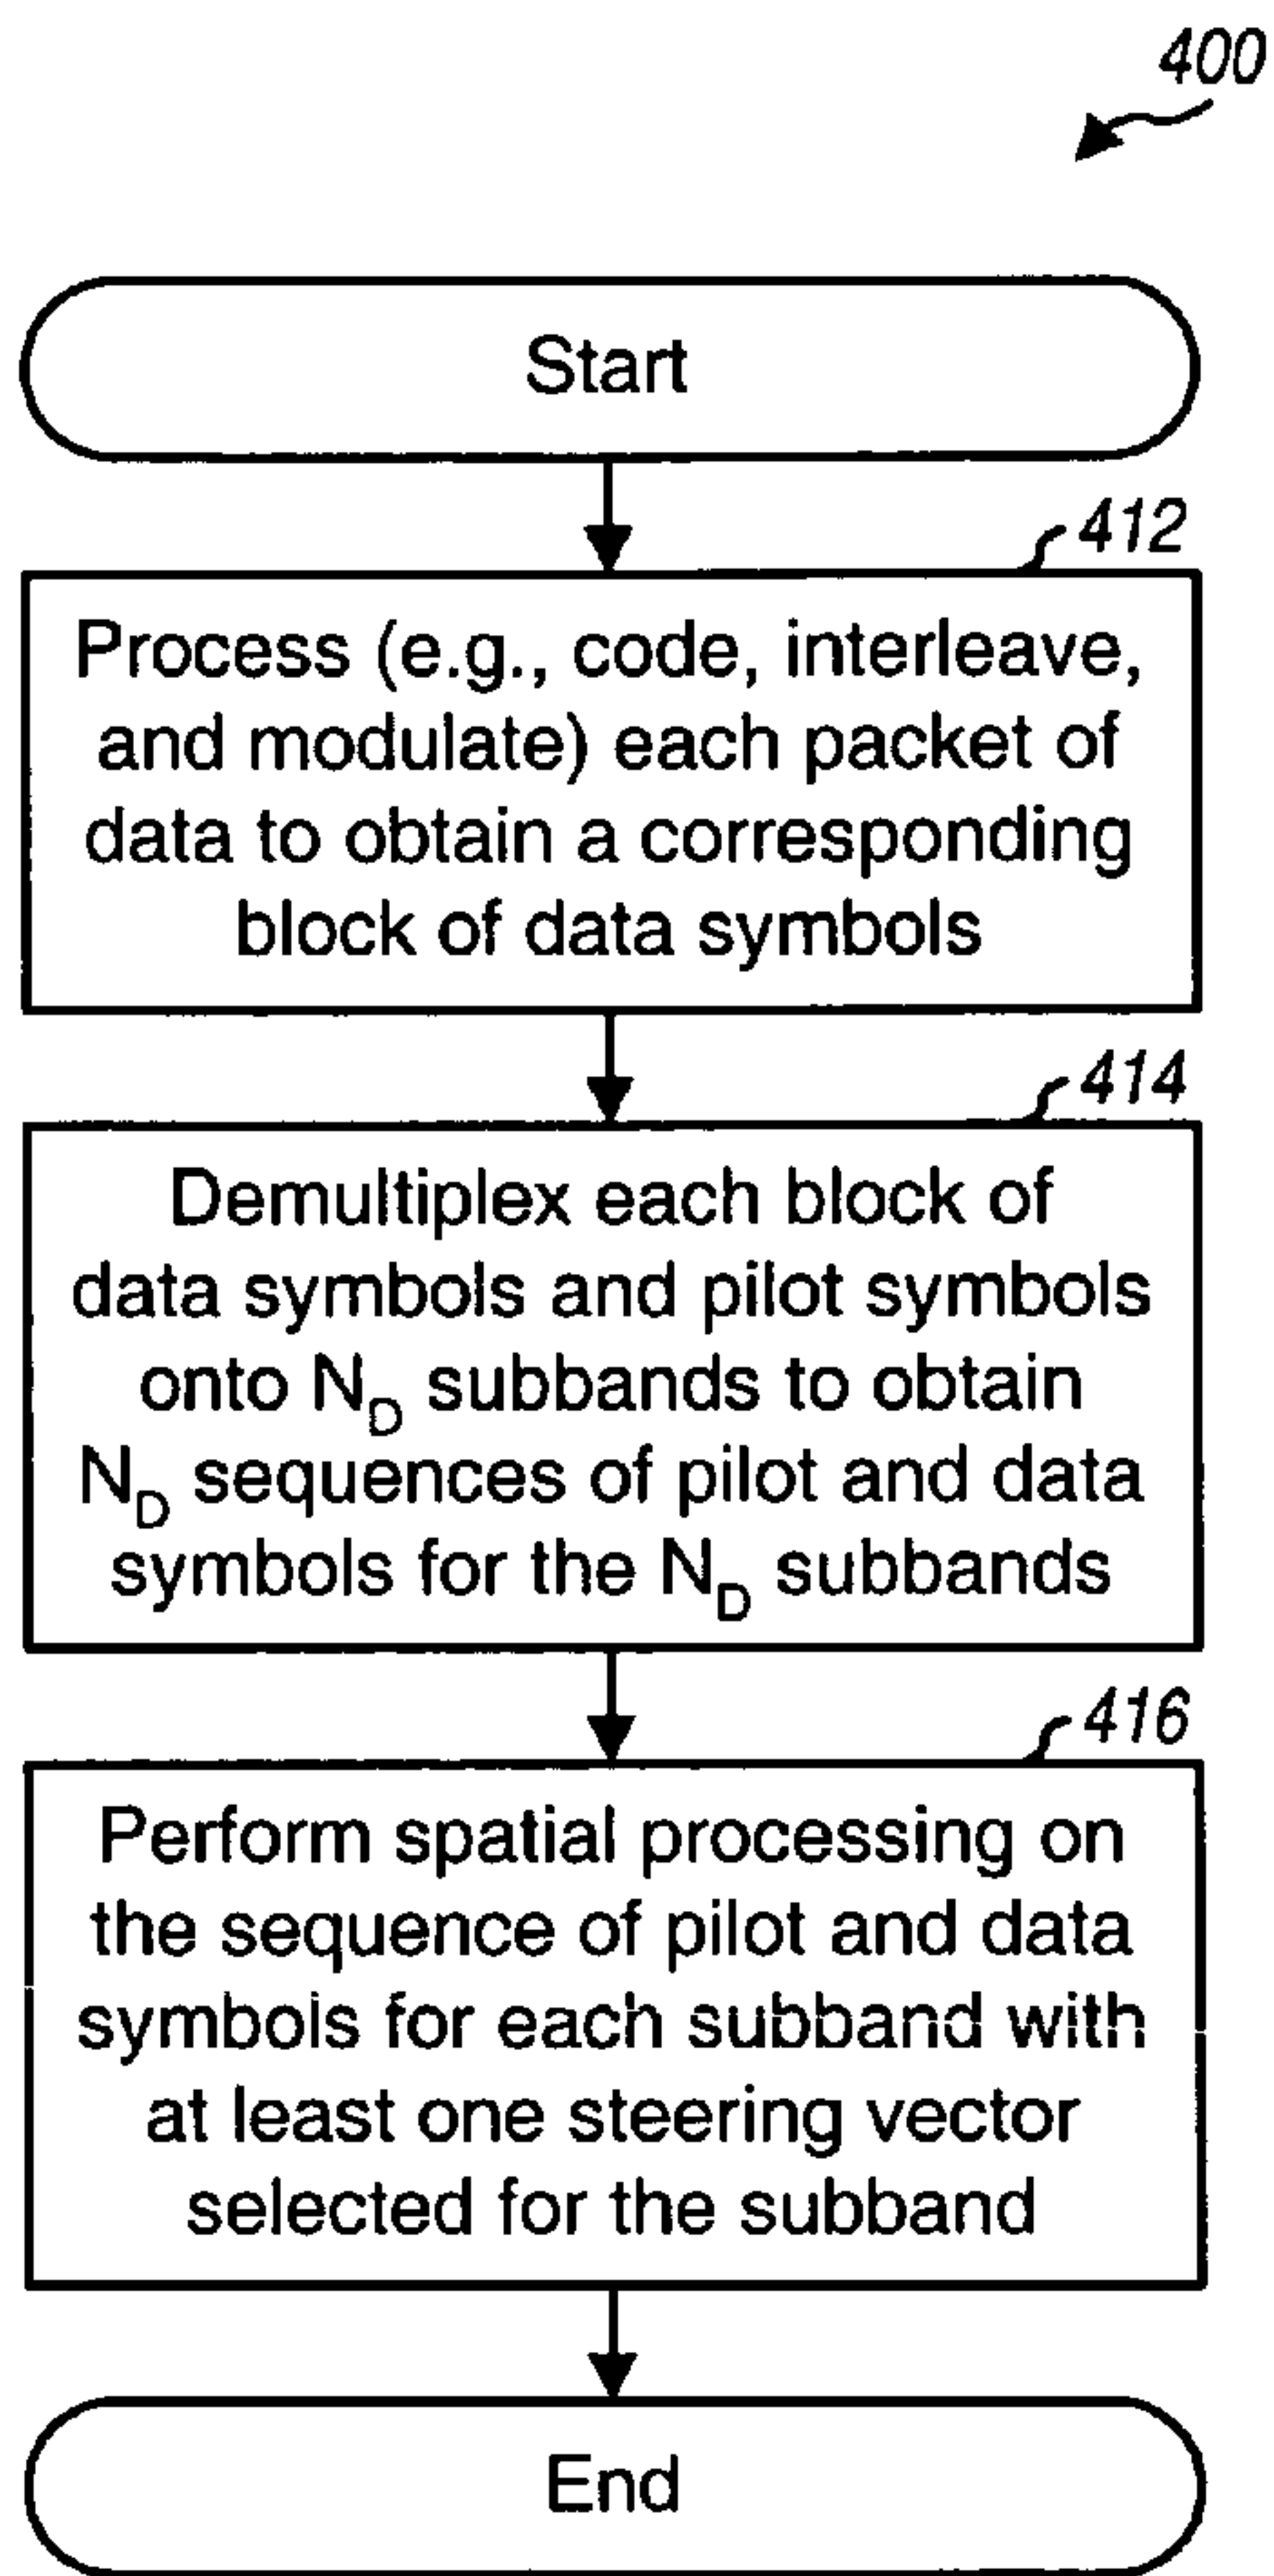 400
Start
412
Process (e.g., code, interleave,
and modulate) each packet of
data to obtain a corresponding
block of data symbols
414
Demultiplex each block of
data symbols and pilot symbols
onto N_D subbands to obtain
N_D sequences of pilot and data
symbols for the N_D subbands
416
Perform spatial processing on
the sequence of pilot and data
symbols for each subband with
at least one steering vector
selected for the subband
End